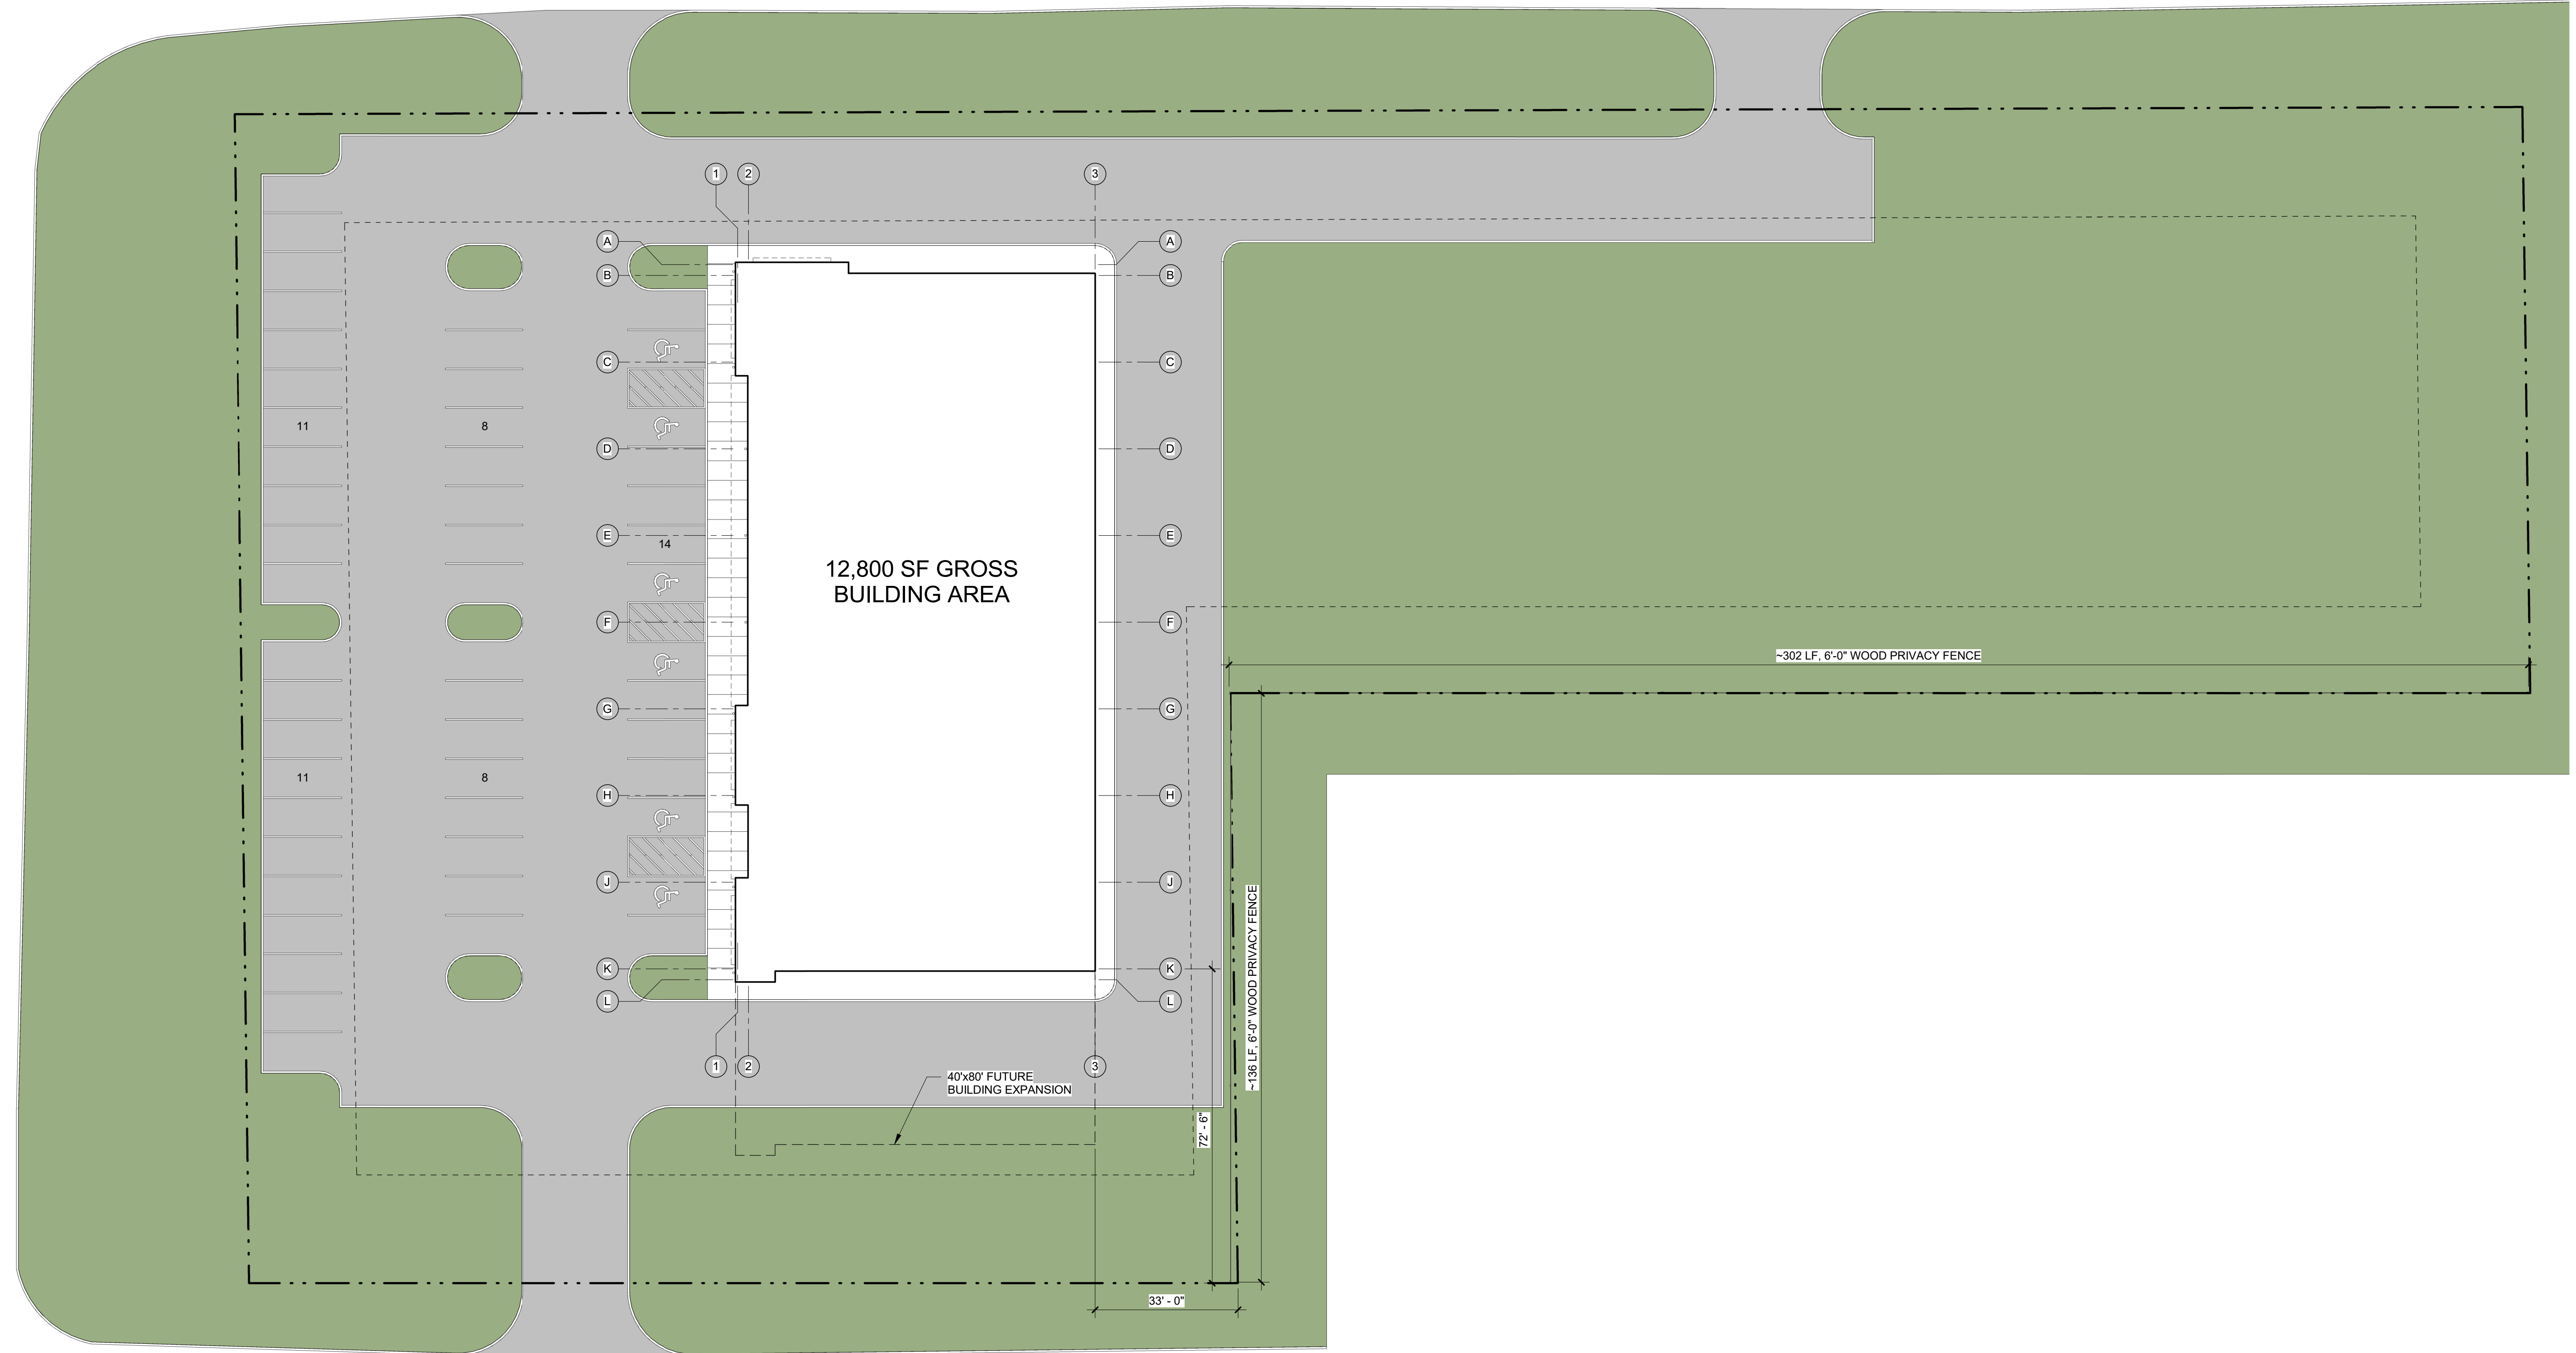 1
2
3
A
A
B
B
C
C
11
8
D
D
E
E
14
12,800 SF GROSS
BUILDING AREA
F
F
~302 LF, 6'-0" WOOD PRIVACY FENCE
G
G
11
8
H
H
J
J
~136 LF, 6'-0" WOOD PRIVACY FENCE
K
K
L
L
1
2
3
40'x80' FUTURE
BUILDING EXPANSION
72' - 6"
33' - 0"